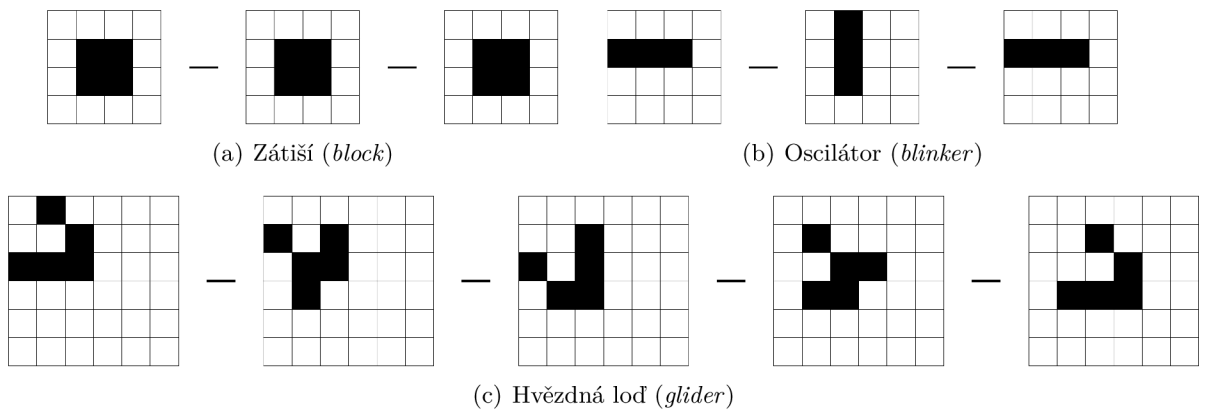 (a) Zátiší (block)
(b) Oscilátor (blinker)
(c) Hvězdná loď (glider)